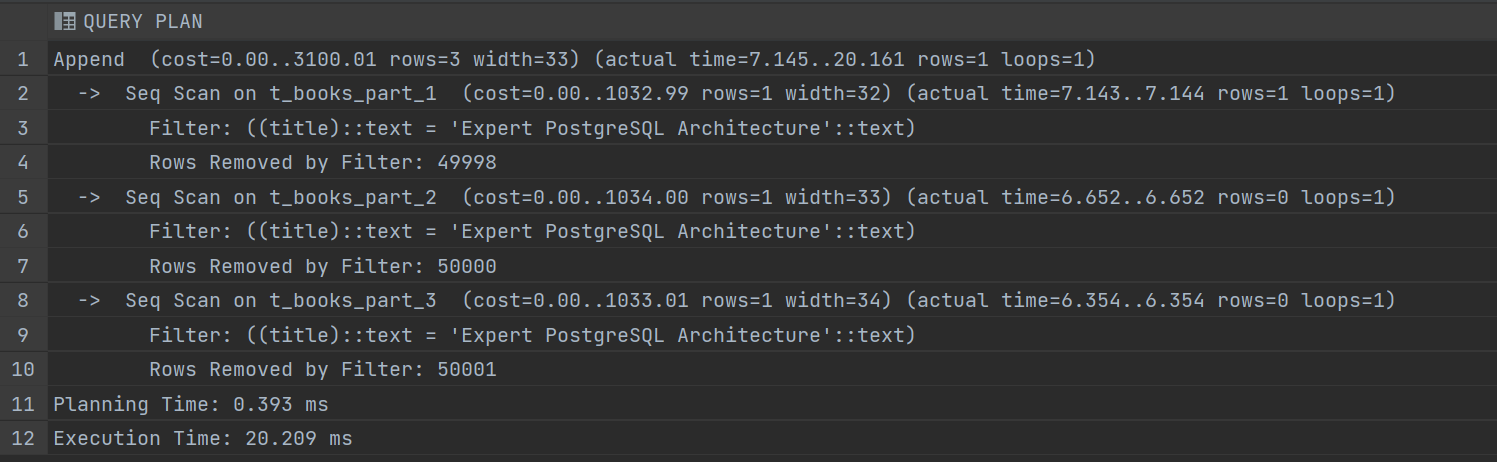 QUERY PLAN
1 Append  (cost=0.00..3100.01 rows=3 width=33) (actual time=7.145..20.161 rows=1 loops=1)
2   ->  Seq Scan on t_books_part_1  (cost=0.00..1032.99 rows=1 width=32) (actual time=7.143..7.144 rows=1 loops=1)
3         Filter: ((title)::text = 'Expert PostgreSQL Architecture'::text)
4         Rows Removed by Filter: 49998
5   ->  Seq Scan on t_books_part_2  (cost=0.00..1034.00 rows=1 width=33) (actual time=6.652..6.652 rows=0 loops=1)
6         Filter: ((title)::text = 'Expert PostgreSQL Architecture'::text)
7         Rows Removed by Filter: 50000
8   ->  Seq Scan on t_books_part_3  (cost=0.00..1033.01 rows=1 width=34) (actual time=6.354..6.354 rows=0 loops=1)
9         Filter: ((title)::text = 'Expert PostgreSQL Architecture'::text)
10         Rows Removed by Filter: 50001
11 Planning Time: 0.393 ms
12 Execution Time: 20.209 ms